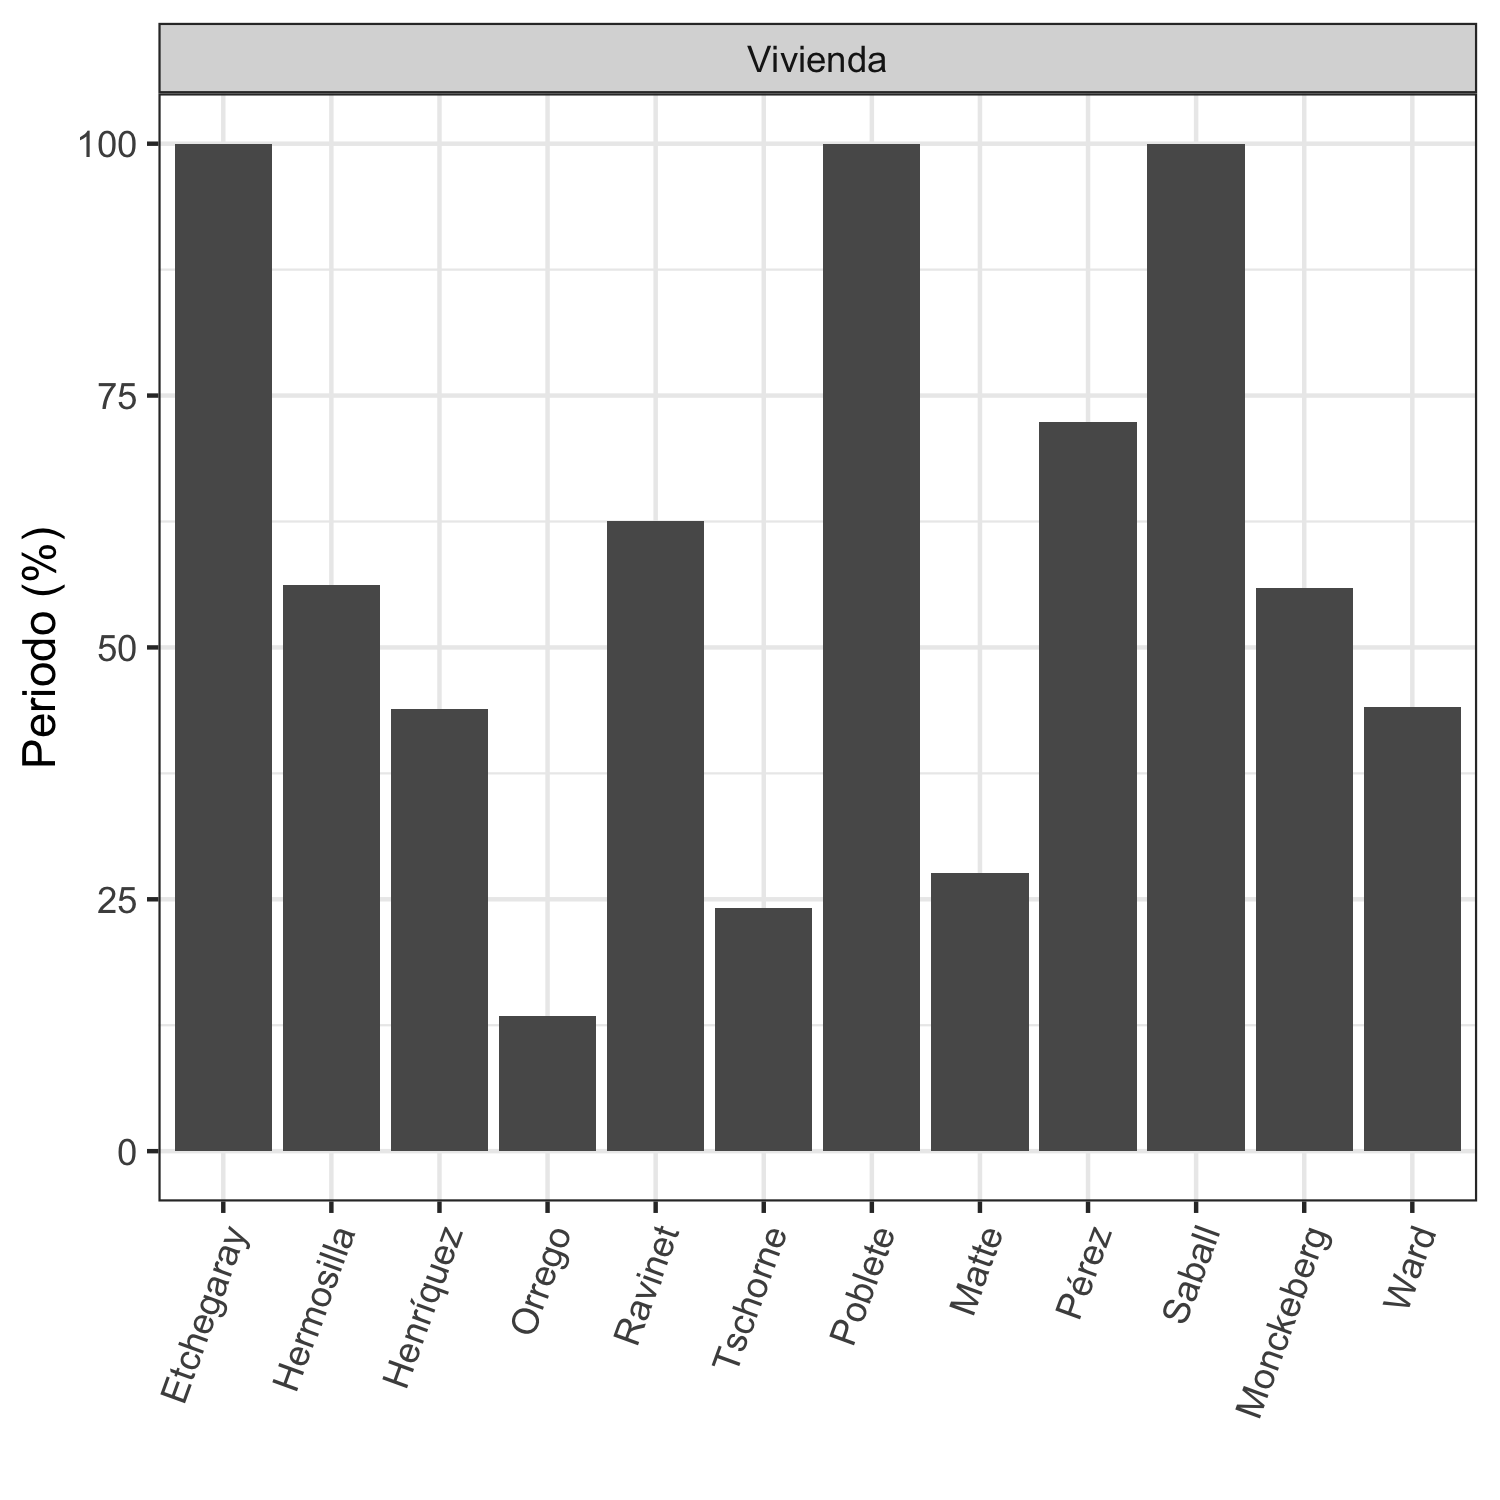 Vivienda
Periodo (%)
100
75
50
25
0
Etchegaray
Hermosilla
Henríquez
Orrego
Ravinet
Tschorne
Poblete
Matte
Pérez
Saball
Monckeberg
Ward